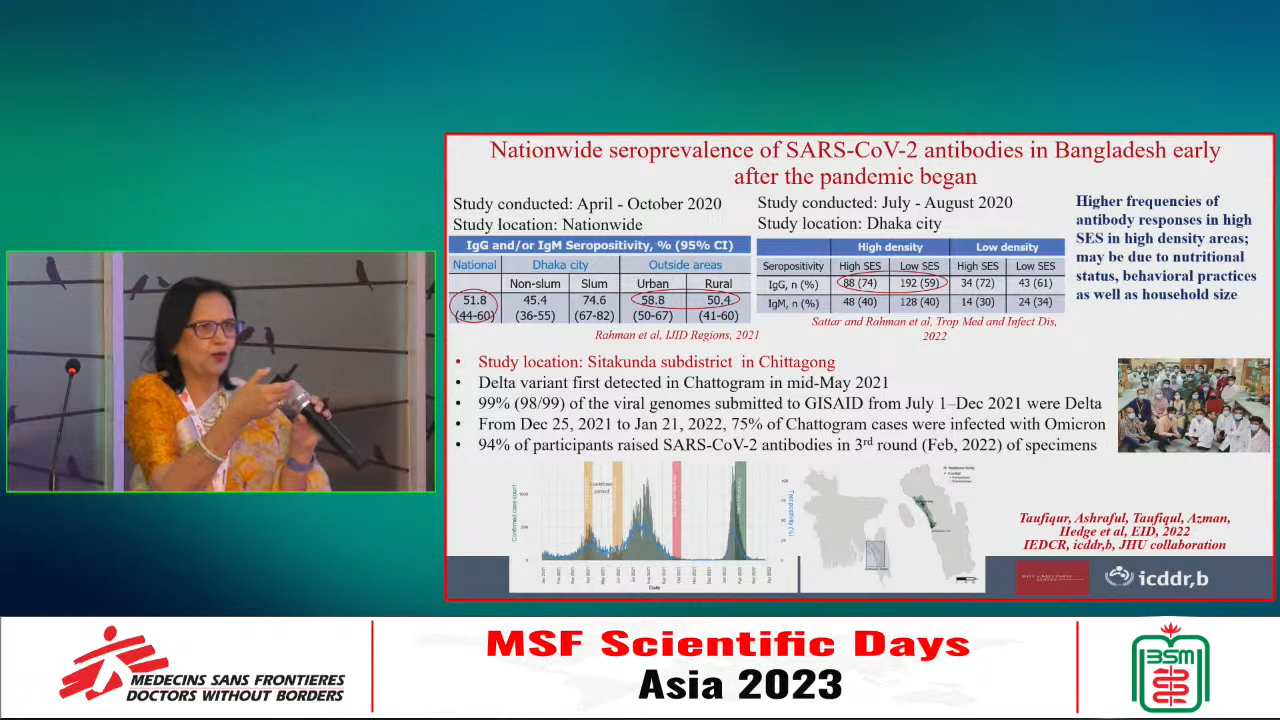 Nationwide seroprevalence of SARS-CoV-2 antibodies in Bangladesh early
after the pandemic began
Study conducted: April - October 2020
Study location: Nationwide
IgG and/or IgM Seropositivity, % (95% CI)
National Dhaka city Outside areas
Non-slum Slum Urban Rural
51.8 45.4 74.6 58.8 50.4
(44-60) (36-55) (67-82) (50-67) (41-60)
Rahman et al, IJID Regions, 2021
Study conducted: July - August 2020
Study location: Dhaka city
High density Low density
Seropositivity High SES Low SES High SES Low SES
IgG, n (%) 88 (74) 192 (59) 34 (72) 43 (61)
IgM, n (%) 48 (40) 128 (40) 14 (30) 24 (34)
Sattar and Rahman et al, Trop Med and Infect Dis,
2022
Higher frequencies of
antibody responses in high
SES in high density areas;
may be due to nutritional
status, behavioral practices
as well as household size
• Study location: Sitakunda subdistrict in Chittagong
• Delta variant first detected in Chattogram in mid-May 2021
• 99% (98/99) of the viral genomes submitted to GISAID from July 1–Dec 2021 were Delta
• From Dec 25, 2021 to Jan 21, 2022, 75% of Chattogram cases were infected with Omicron
• 94% of participants raised SARS-CoV-2 antibodies in 3rd round (Feb, 2022) of specimens
Confirmed case count
Lockdown
period
Test positivity (%)
Date
Taufiqur, Ashraful, Taufiqul, Azman,
Hedge et al, EID, 2022
IEDCR, icddr,b, JHU collaboration
icddr,b
MEDECINS SANS FRONTIERES
DOCTORS WITHOUT BORDERS
MSF Scientific Days
Asia 2023
BSM